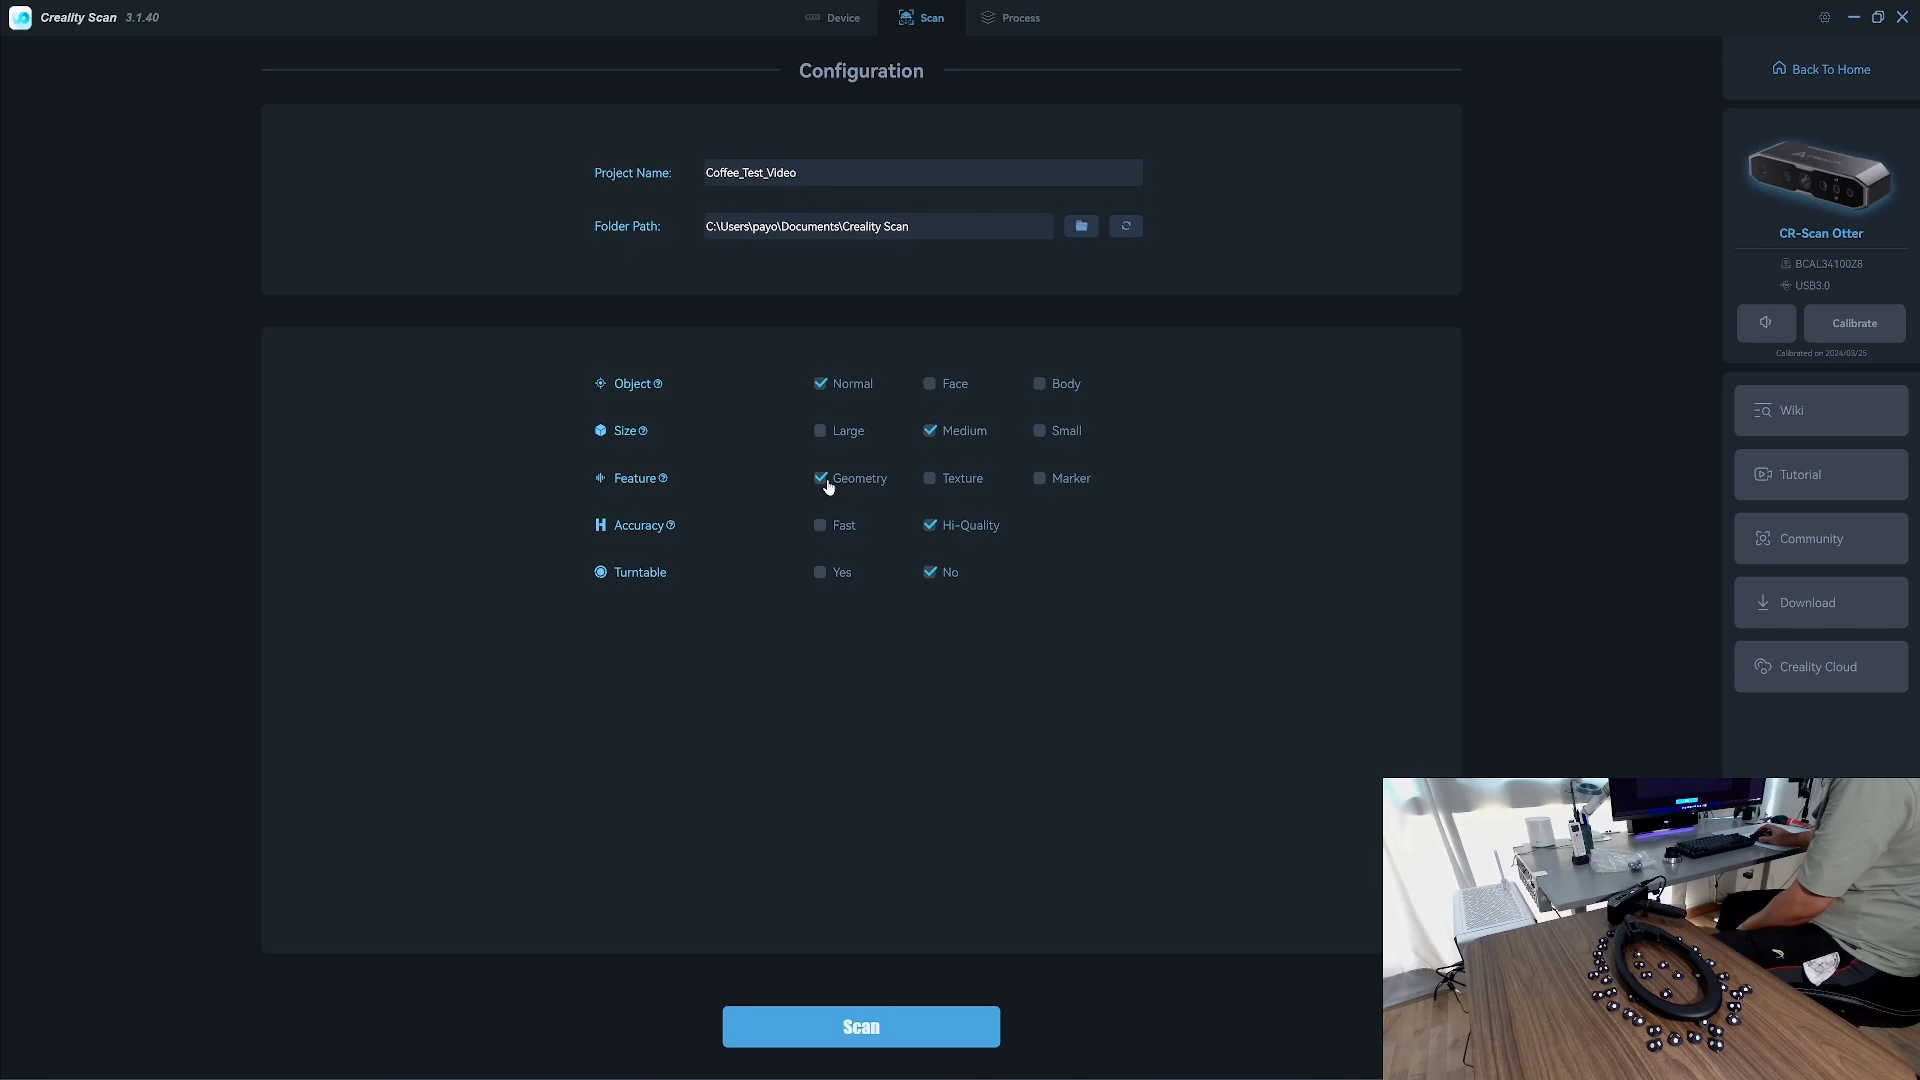 Creality Scan 3.1.40
Device
Scan
Process
Configuration
Back To Home
Project Name: Coffee_Test_Video
Folder Path: C:\Users\payo\Documents\Creality Scan
CR-Scan Otter
BCAL34100Z8
USB3.0
Calibrate
Calibrated on 2024/03/25
Object Normal Face Body
Size Large Medium Small
Feature Geometry Texture Marker
Accuracy Fast Hi-Quality
Turntable Yes No
Wiki
Tutorial
Community
Download
Creality Cloud
Scan